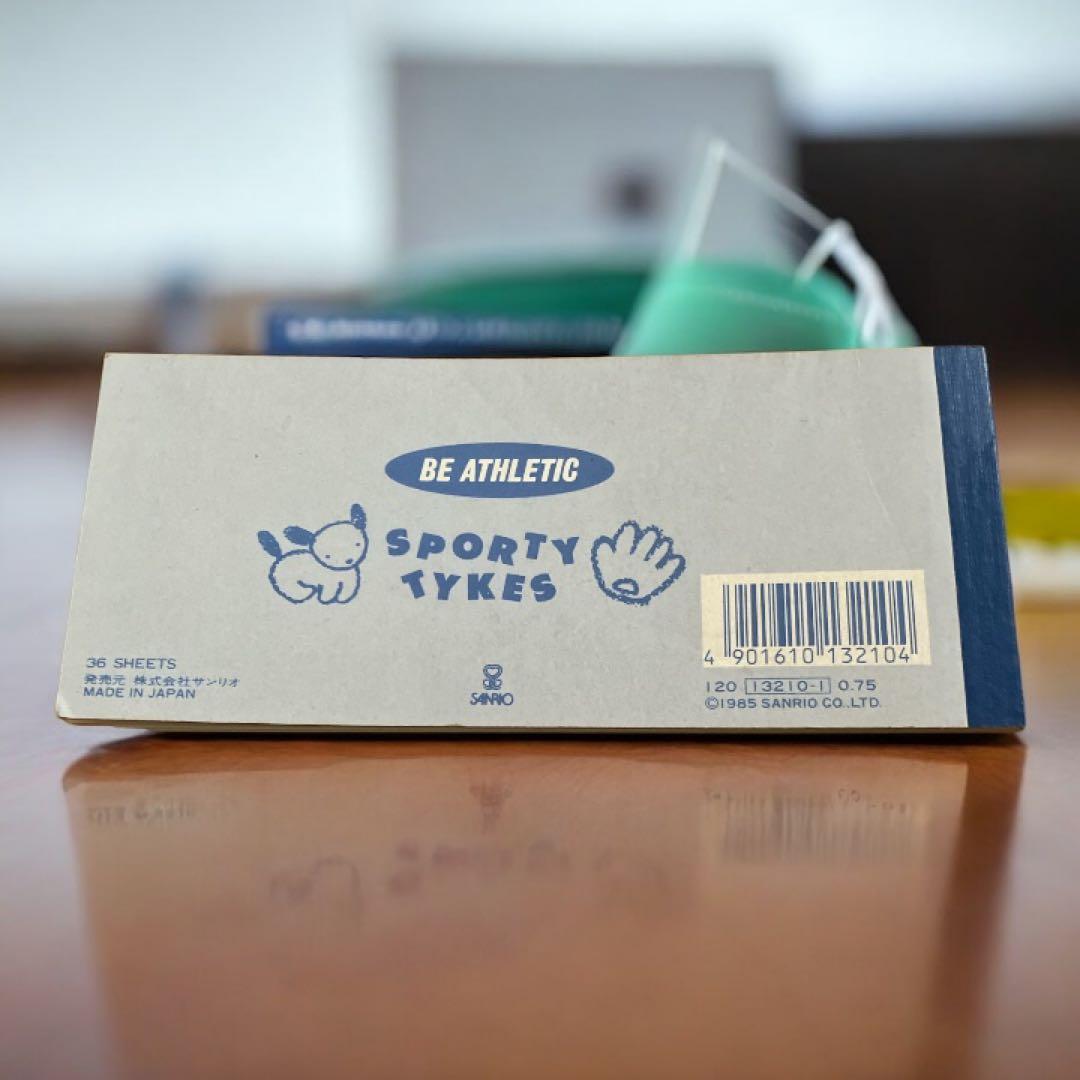 BE ATHLETIC
SPORTY
TYKES
36 SHEETS
発売元 株式会社サンリオ
MADE IN JAPAN
SANRIO
4 901610 132104
120 13210-1 0.75
©1985 SANRIO CO.,LTD.